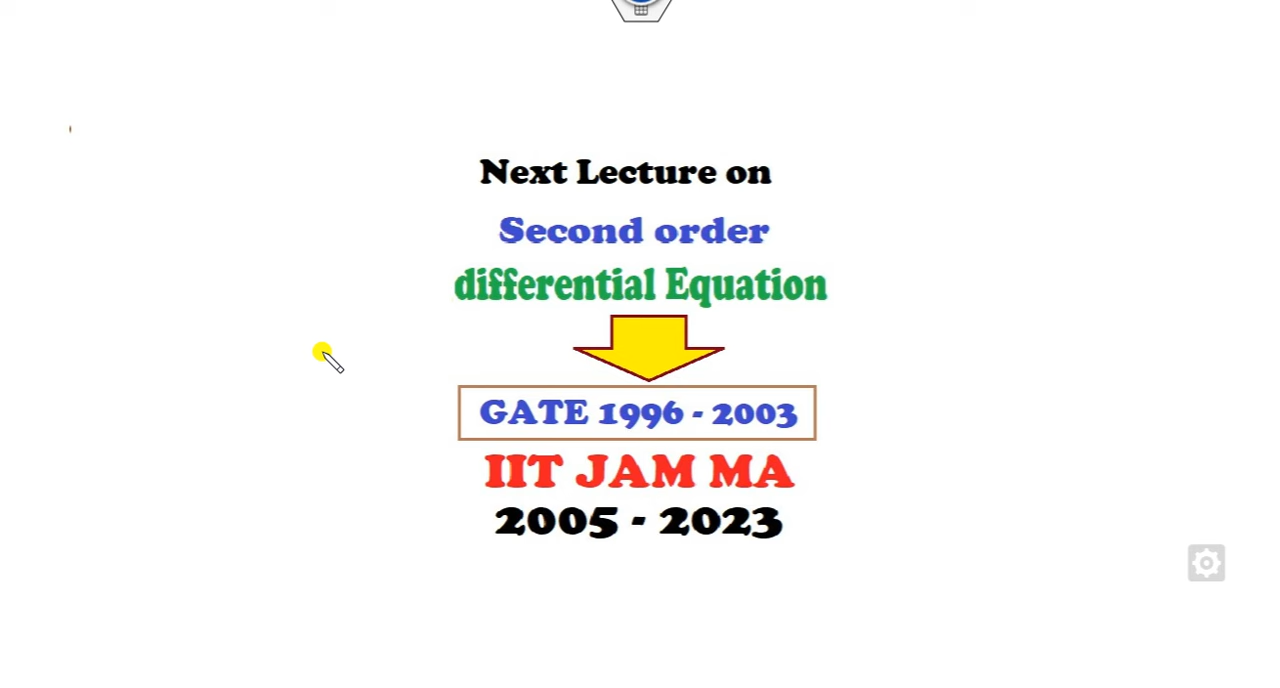 Next Lecture on
Second order
differential Equation
GATE 1996 - 2003
IIT JAM MA
2005 - 2023